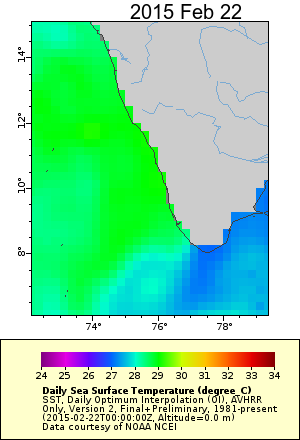 2015 Feb 22
14°
12°
10°
8°
74° 76° 78°
24 25 26 27 28 29 30 31 32 33 34
Daily Sea Surface Temperature (degree_C)
SST, Daily Optimum Interpolation (OI), AVHRR
Only, Version 2, Final+Preliminary, 1981-present
(2015-02-22T00:00:00Z, Altitude=0.0 m)
Data courtesy of NOAA NCEI